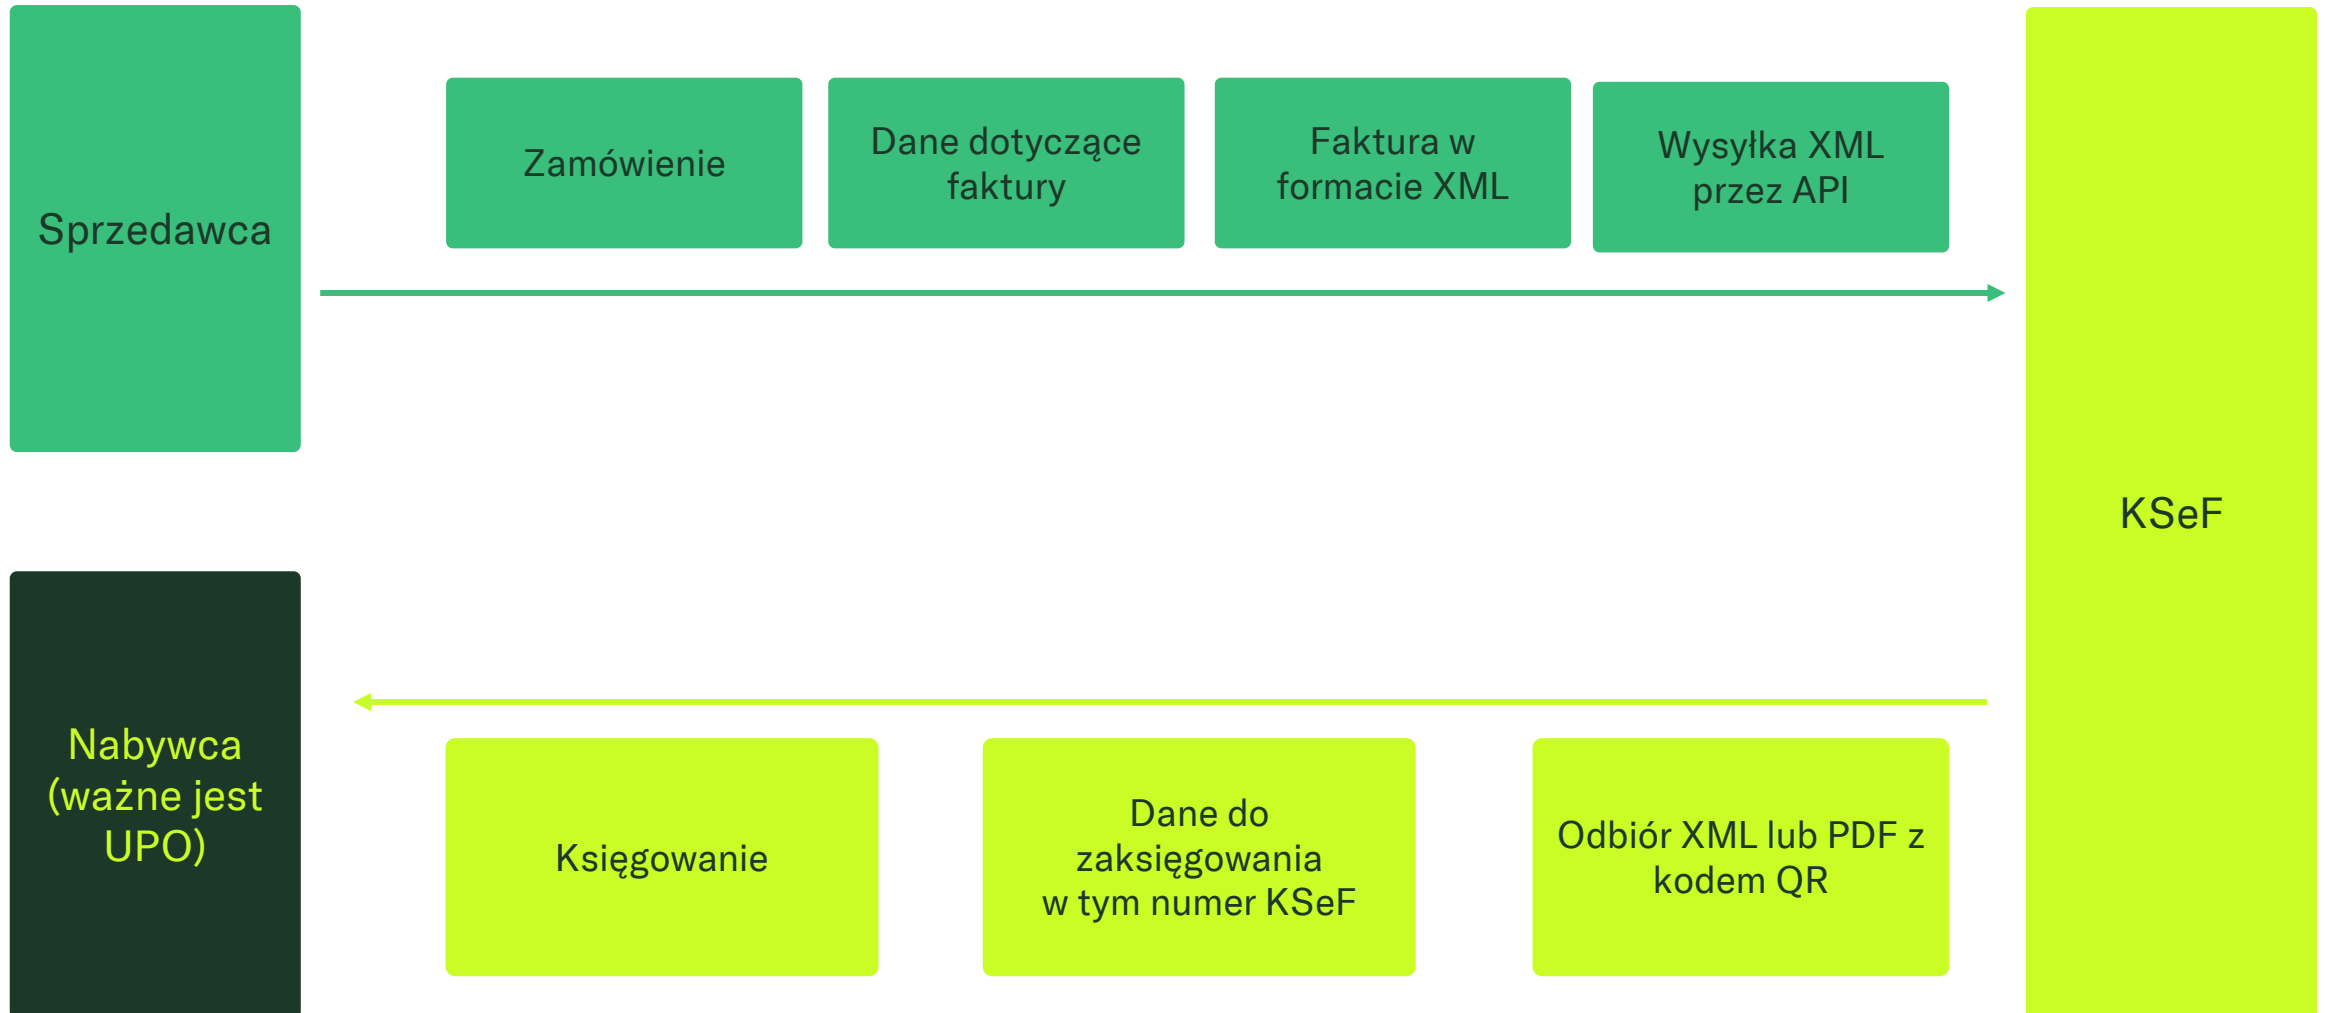 Sprzedawca
Zamówienie
Dane dotyczące
faktury
Faktura w
formacie XML
Wysyłka XML
przez API
KSeF
Nabywca
(ważne jest
UPO)
Księgowanie
Dane do
zaksięgowania
w tym numer KSeF
Odbiór XML lub PDF z
kodem QR